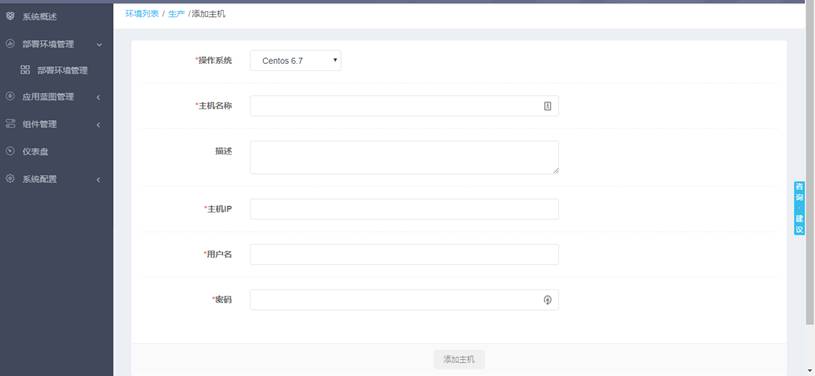 系统概述
部署环境管理
部署环境管理
应用蓝图管理
组件管理
仪表盘
系统配置
环境列表 / 生产 /添加主机
*操作系统 Centos 6.7
*主机名称
描述
*主机IP
*用户名
*密码
添加主机
咨询·建议